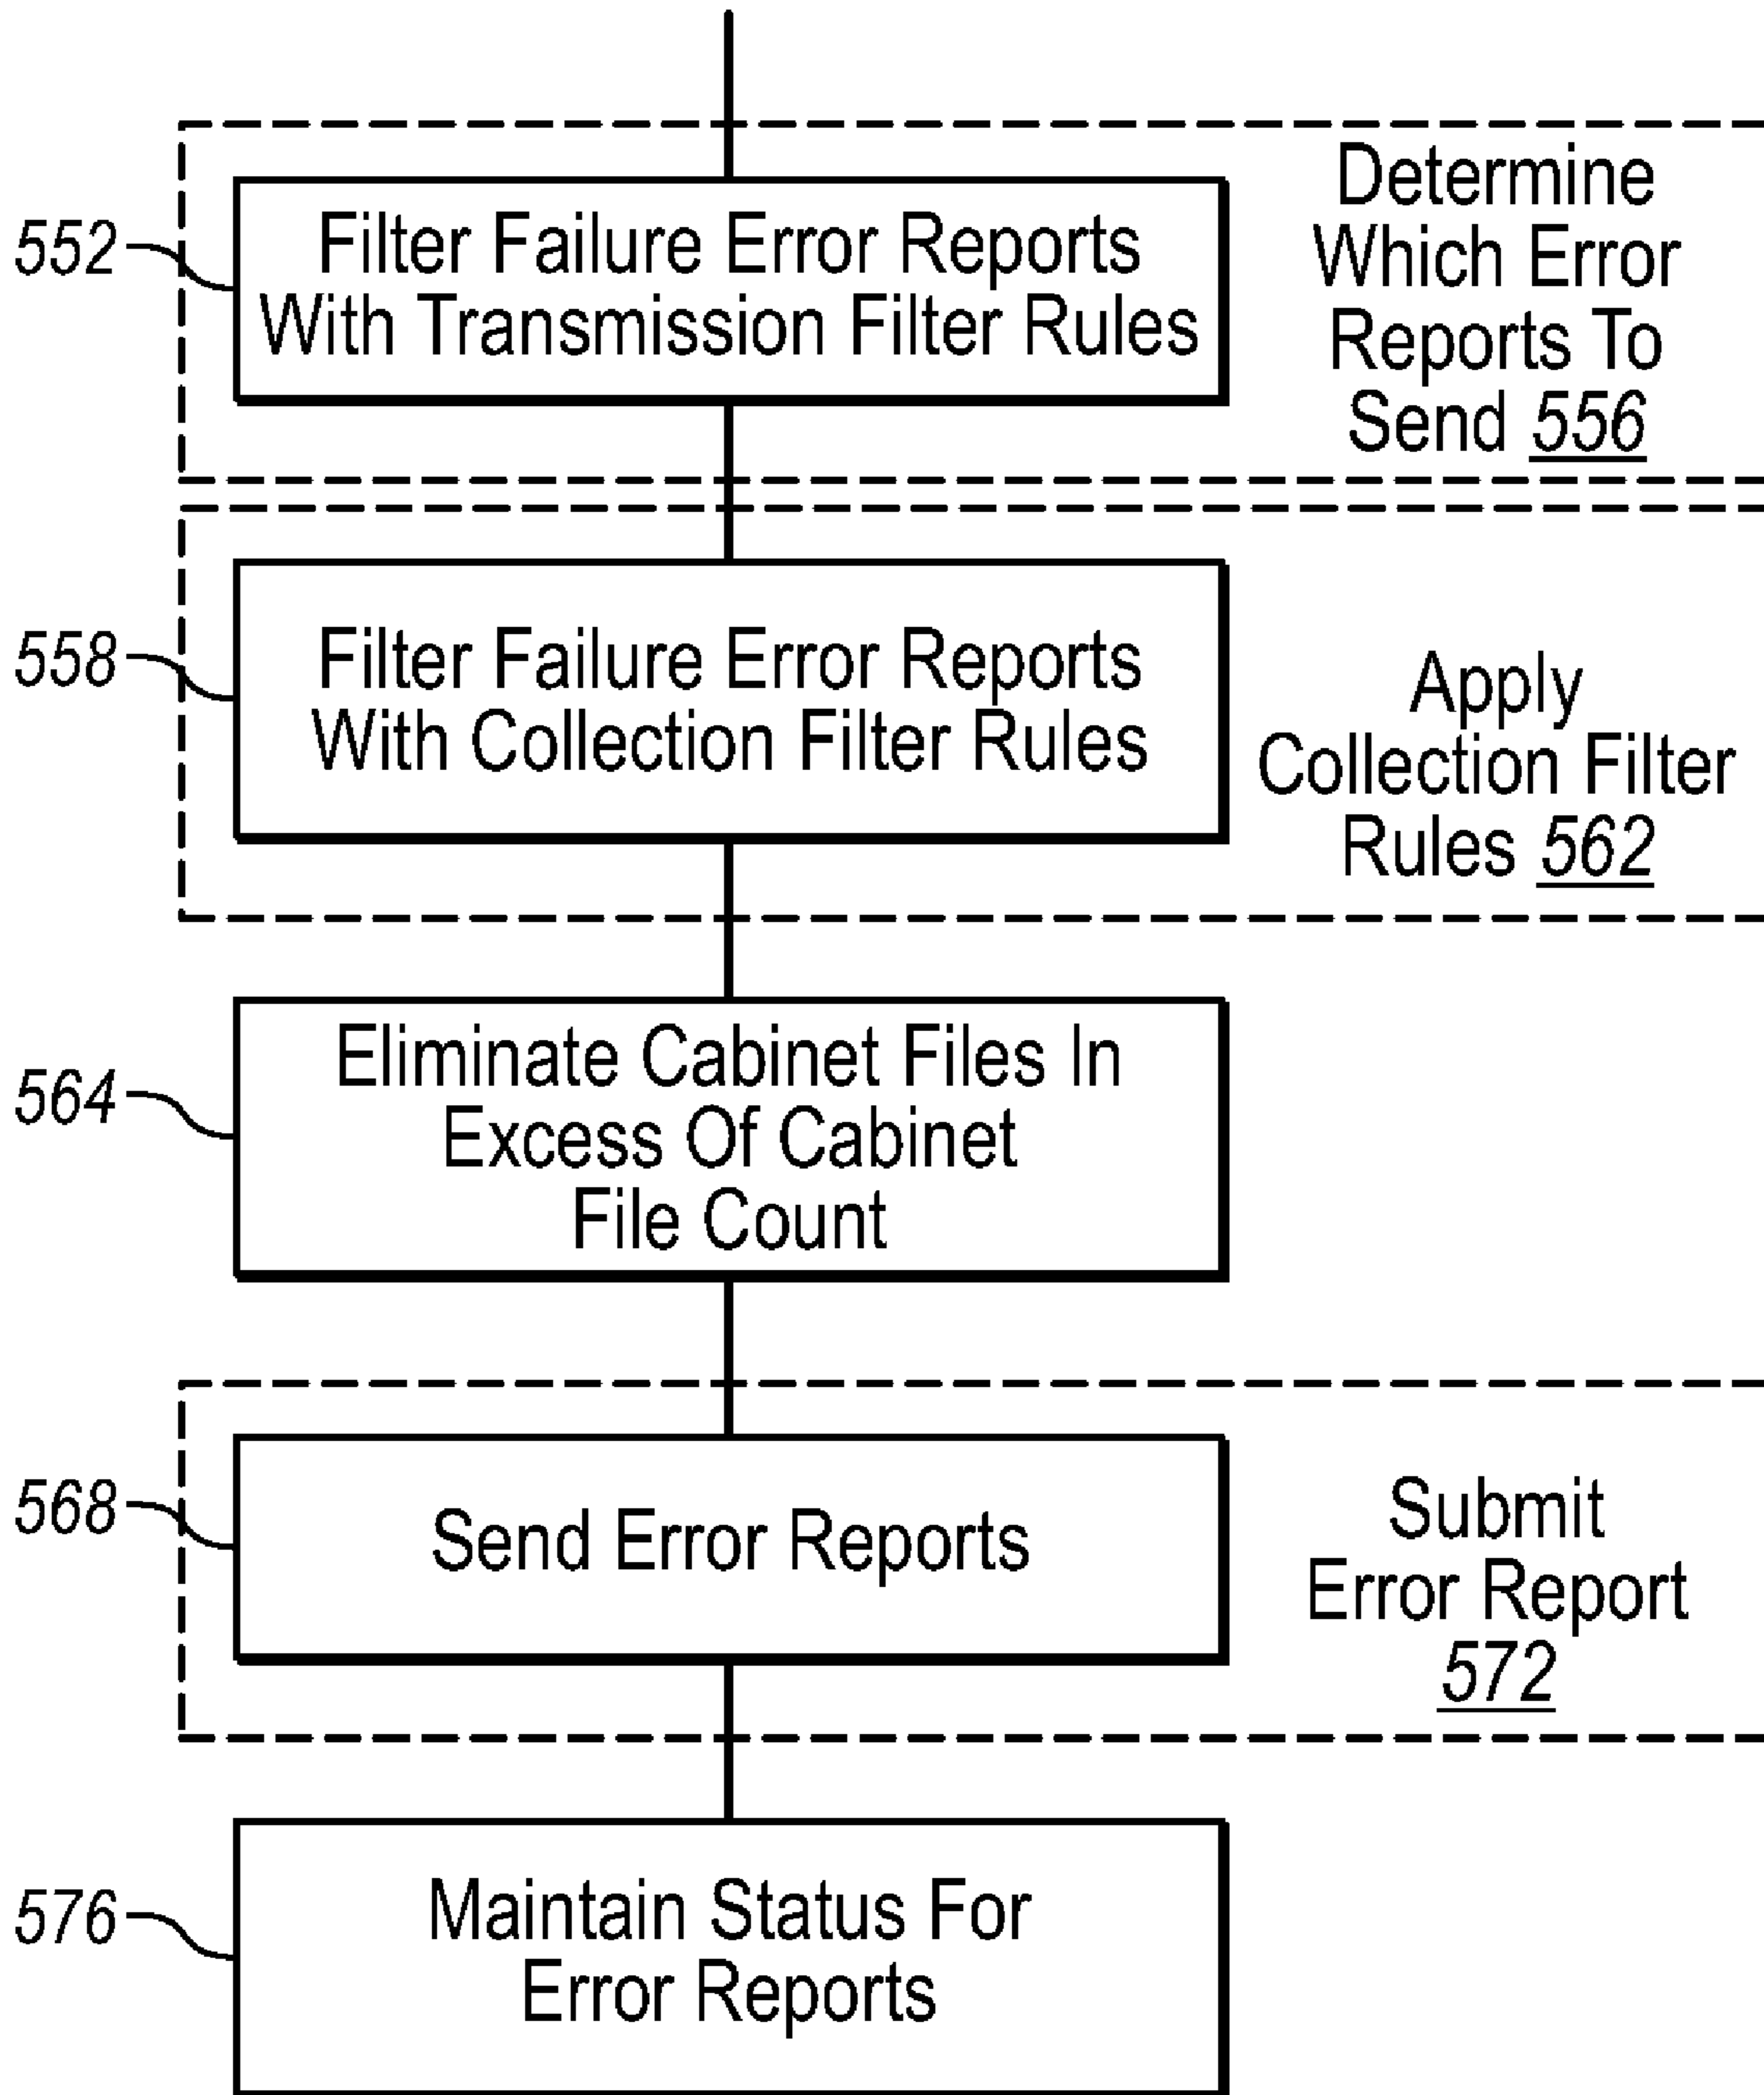 552
Filter Failure Error Reports
With Transmission Filter Rules
Determine
Which Error
Reports To
Send 556
558
Filter Failure Error Reports
With Collection Filter Rules
Apply
Collection Filter
Rules 562
564
Eliminate Cabinet Files In
Excess Of Cabinet
File Count
568
Send Error Reports
Submit
Error Report
572
576
Maintain Status For
Error Reports